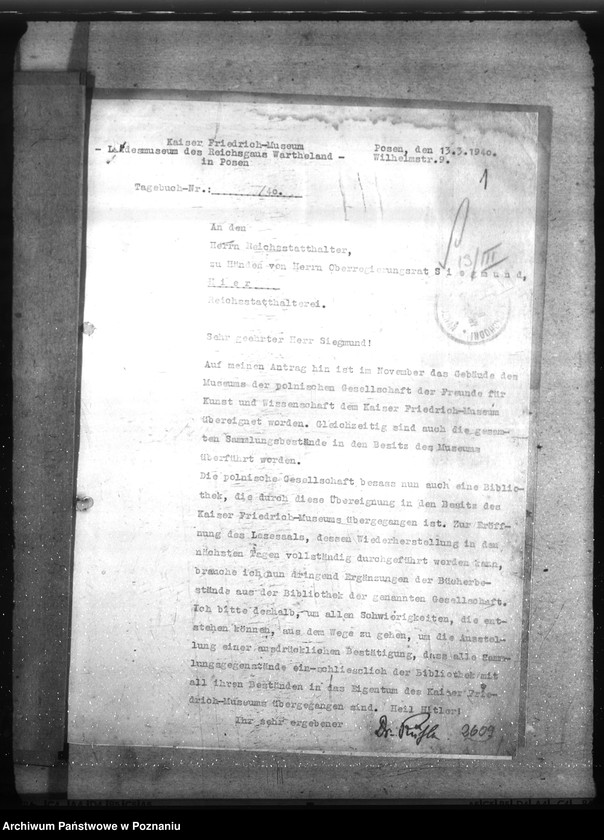 Kaiser Friedrich-Museum
- Landesmuseum des Reichsgaus Wartheland -
in Posen
Posen, den 13.3.1940.
Wilhelmstr.9.
1
Tagebuch-Nr.: /40.
An den
Herrn Reichsstatthalter,
zu Händen von Herrn Oberregierungsrat S i e g m u n d,
H i e r
Reichsstatthalterei.
13/III
Sehr geehrter Herr Siegmund!
Auf meinen Antrag hin ist im November das Gebäude des
Museums der polnischen Gesellschaft der Freunde für
Kunst und Wissenschaft dem Kaiser Friedrich-Museum
übereignet worden. Gleichzeitig sind auch die gesam-
ten Sammlungsbestände in den Besitz des Museums
überführt worden.
Die polnische Gesellschaft besass nun auch eine Biblio-
thek, die durch diese Übereignung in den Besitz des
Kaiser Friedrich-Museums übergegangen ist. Zur Eröff-
nung des Lesesaals, dessen Wiederherstellung in den
nächsten Tagen vollständig durchgeführt werden kann,
brauche ich nun dringend Ergänzungen der Bücherbe-
stände aus der Bibliothek der genannten Gesellschaft.
Ich bitte deshalb, um allen Schwierigkeiten, die ent-
stehen können, aus dem Wege zu gehen, um die Ausstel-
lung einer ausdrücklichen Bestätigung, dass alle Samm-
lungsgegenstände ein-schliesslich der Bibliothek mit
all ihren Beständen in das Eigentum des Kaiser Frie-
drich-Museums übergegangen sind. Heil Hitler!
Ihr sehr ergebener
Dr. Rühle 2609
Archiwum Państwowe w Poznaniu